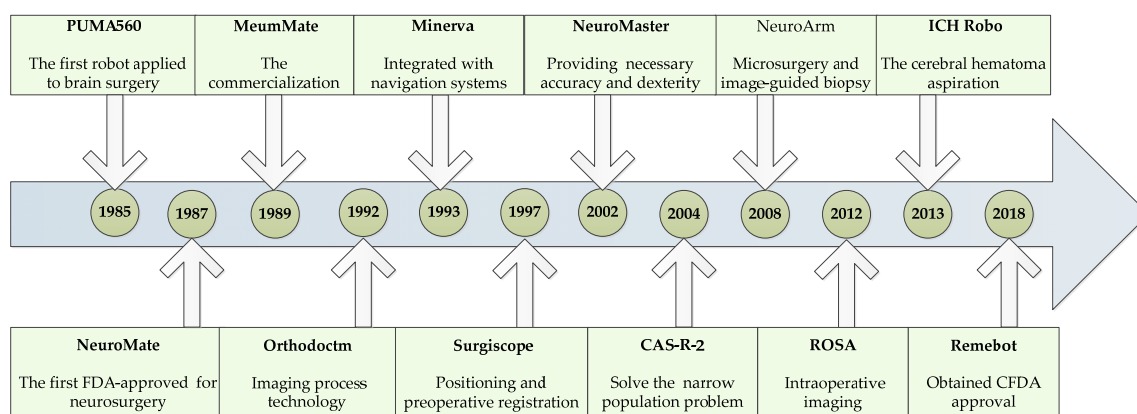 PUMA560
The first robot applied
to brain surgery
MeumMate
The
commercialization
Minerva
Integrated with
navigation systems
NeuroMaster
Providing necessary
accuracy and dexterity
NeuroArm
Microsurgery and
image-guided biopsy
ICH Robo
The cerebral hematoma
aspiration
1985
1987
1989
1992
1993
1997
2002
2004
2008
2012
2013
2018
NeuroMate
The first FDA-approved for
neurosurgery
Orthodoctm
Imaging process
technology
Surgiscope
Positioning and
preoperative registration
CAS-R-2
Solve the narrow
population problem
ROSA
Intraoperative
imaging
Remebot
Obtained CFDA
approval